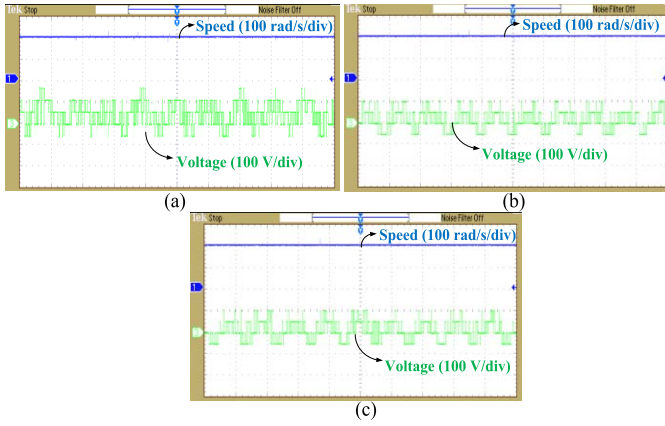 Tek Stop
Noise Filter Off
Speed (100 rad/s/div)
1
3
Voltage (100 V/div)
(a)
Tek Stop
Noise Filter Off
Speed (100 rad/s/div)
1
Voltage (100 V/div)
(b)
Tek Stop
Noise Filter Off
Speed (100 rad/s/div)
1
Voltage (100 V/div)
(c)